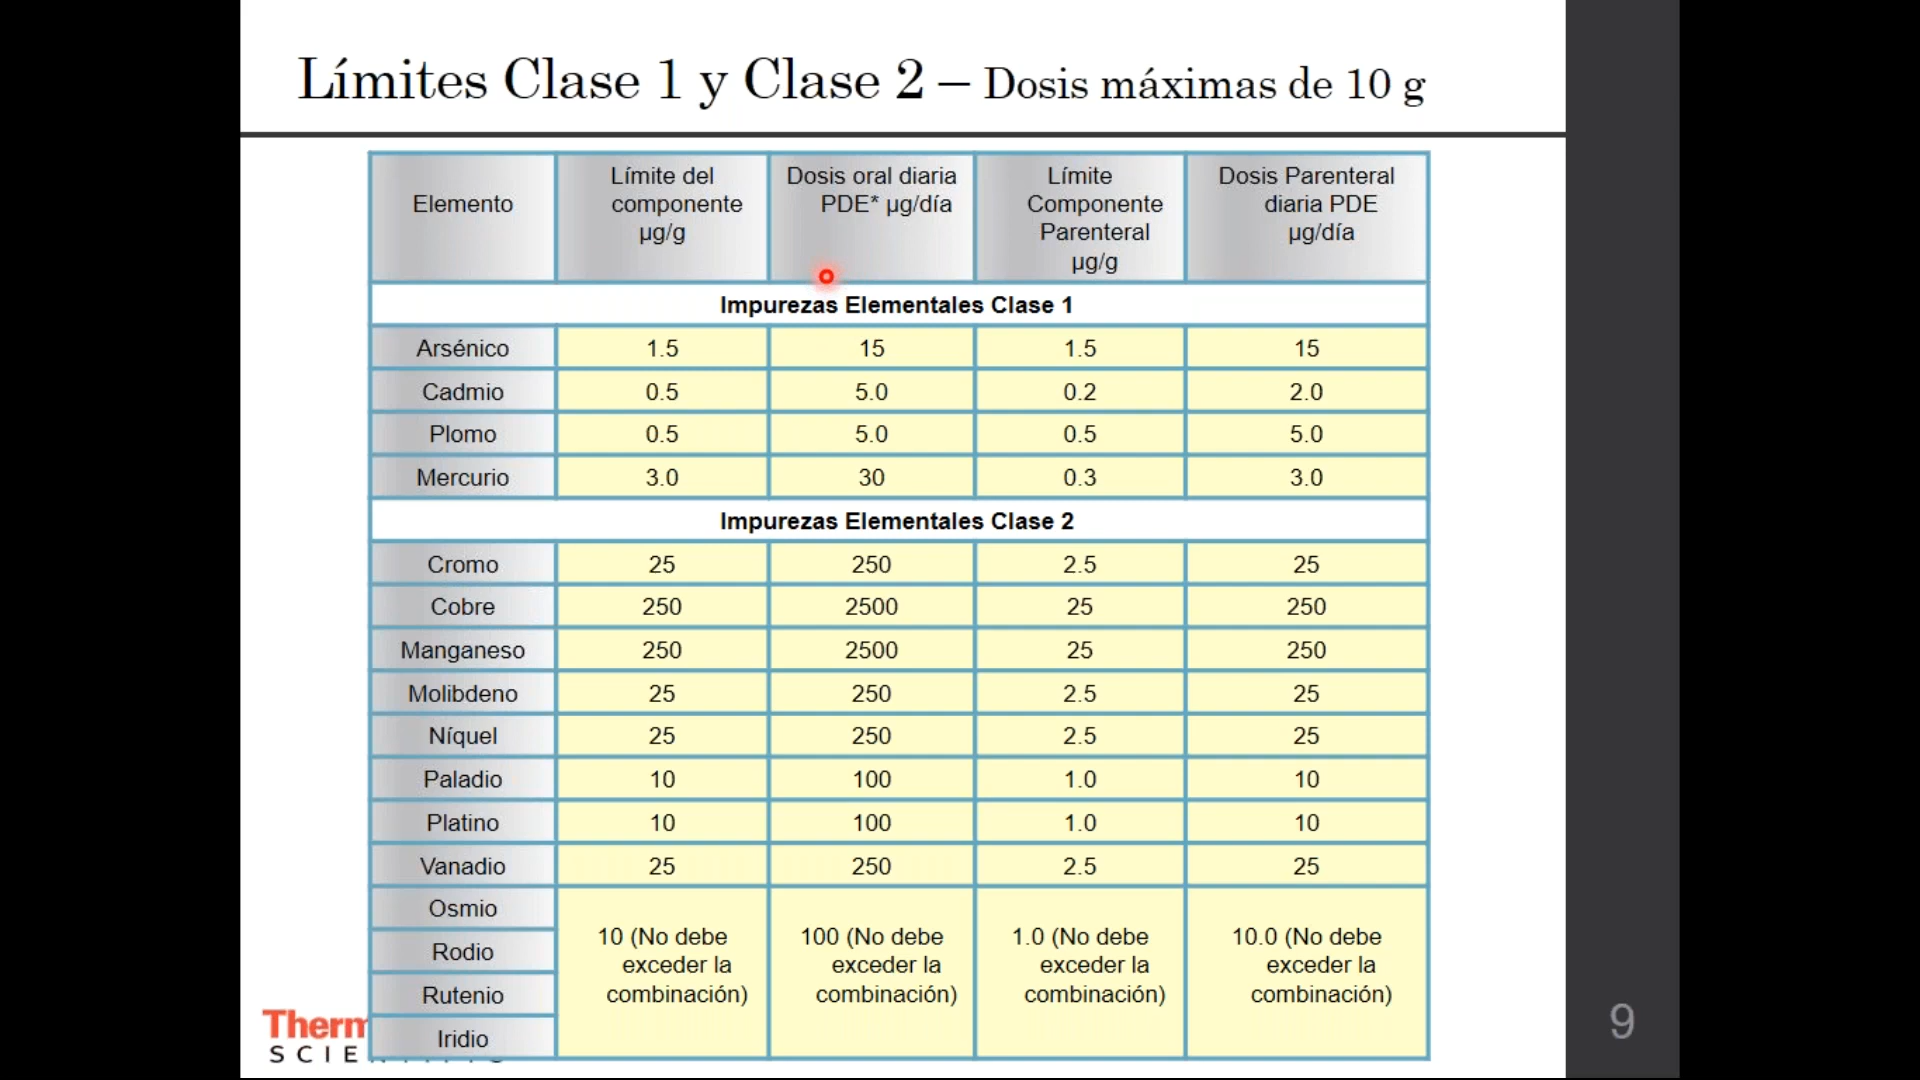 Límites Clase 1 y Clase 2 – Dosis máximas de 10 g
Elemento
Límite del
componente
µg/g
Dosis oral diaria
PDE* µg/día
Límite
Componente
Parenteral
µg/g
Dosis Parenteral
diaria PDE
µg/día
Impurezas Elementales Clase 1
Arsénico 1.5 15 1.5 15
Cadmio 0.5 5.0 0.2 2.0
Plomo 0.5 5.0 0.5 5.0
Mercurio 3.0 30 0.3 3.0
Impurezas Elementales Clase 2
Cromo 25 250 2.5 25
Cobre 250 2500 25 250
Manganeso 250 2500 25 250
Molibdeno 25 250 2.5 25
Níquel 25 250 2.5 25
Paladio 10 100 1.0 10
Platino 10 100 1.0 10
Vanadio 25 250 2.5 25
Osmio
Rodio
Rutenio
Iridio
10 (No debe
exceder la
combinación)
100 (No debe
exceder la
combinación)
1.0 (No debe
exceder la
combinación)
10.0 (No debe
exceder la
combinación)
9